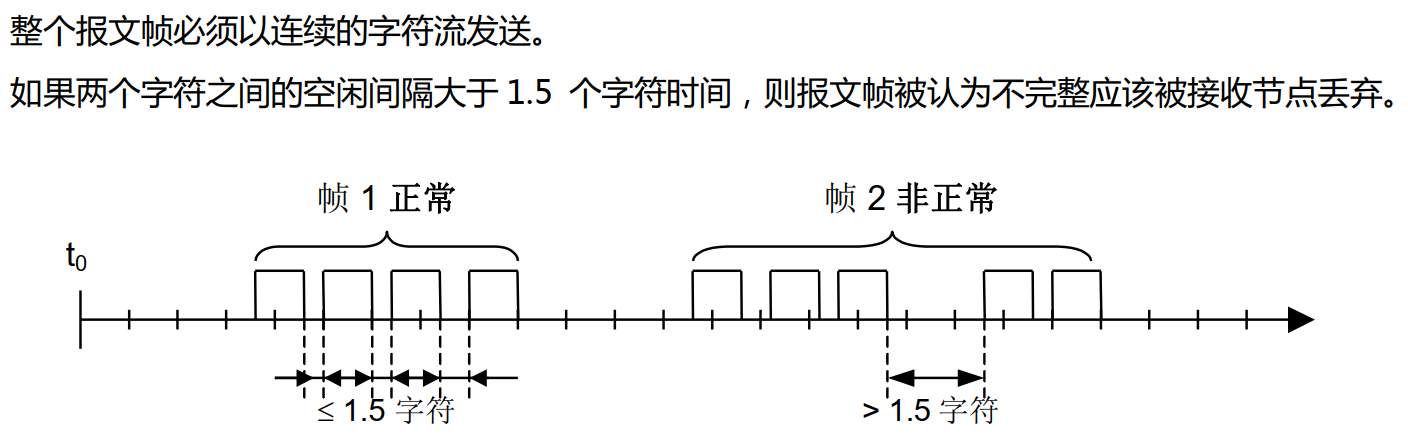 整个报文帧必须以连续的字符流发送。
如果两个字符之间的空闲间隔大于 1.5 个字符时间，则报文帧被认为不完整应该被接收节点丢弃。
帧 1 正常
帧 2 非正常
t₀
≤ 1.5 字符
> 1.5 字符